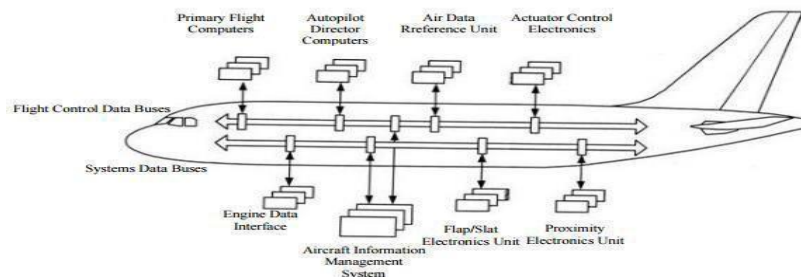 Primary Flight
Computers
Autopilot
Director
Computers
Air Data
Rreference Unit
Actuator Control
Electronics
Flight Control Data Buses
Systems Data Buses
Engine Data
Interface
Aircraft Information
Management
System
Flap/Slat
Electronics Unit
Proximity
Electronics Unit